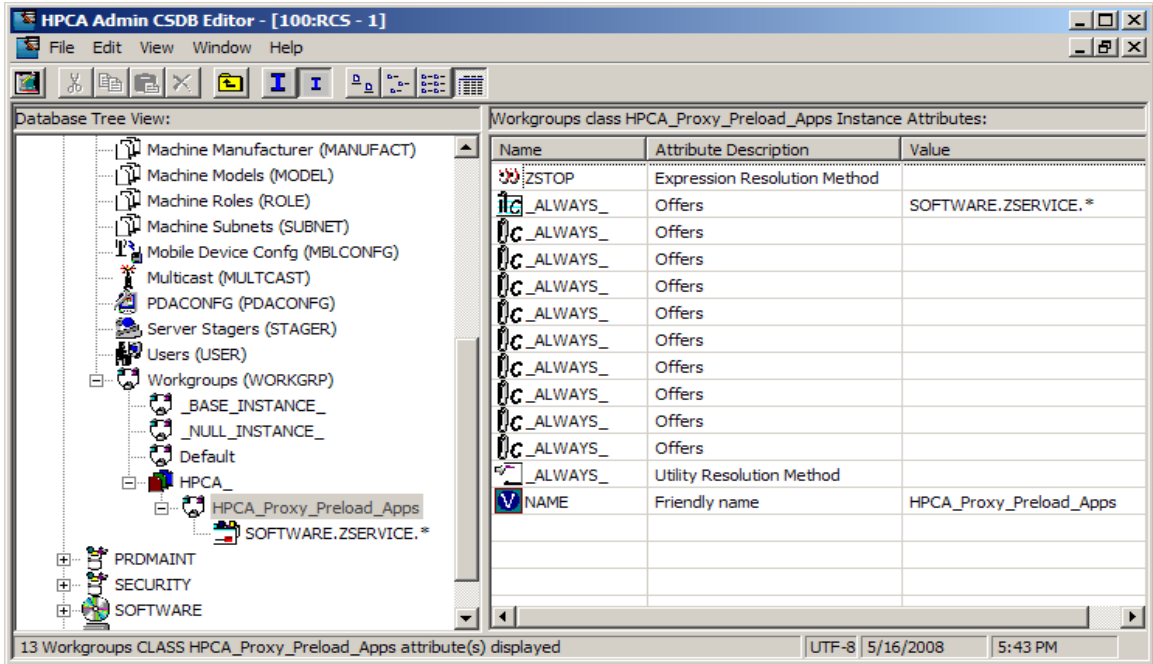 HPCA Admin CSDB Editor - [100:RCS - 1]
File Edit View Window Help
Database Tree View:
Workgroups class HPCA_Proxy_Preload_Apps Instance Attributes:
Machine Manufacturer (MANUFACT)
Machine Models (MODEL)
Machine Roles (ROLE)
Machine Subnets (SUBNET)
Mobile Device Confg (MBLCONFG)
Multicast (MULTCAST)
PDACONFG (PDACONFG)
Server Stagers (STAGER)
Users (USER)
Workgroups (WORKGRP)
_BASE_INSTANCE_
_NULL_INSTANCE_
Default
HPCA_
HPCA_Proxy_Preload_Apps
SOFTWARE.ZSERVICE.*
PRDMAINT
SECURITY
SOFTWARE
Name Attribute Description Value
ZSTOP Expression Resolution Method
_ALWAYS_ Offers SOFTWARE.ZSERVICE.*
_ALWAYS_ Offers
_ALWAYS_ Offers
_ALWAYS_ Offers
_ALWAYS_ Offers
_ALWAYS_ Offers
_ALWAYS_ Offers
_ALWAYS_ Offers
_ALWAYS_ Offers
_ALWAYS_ Offers
_ALWAYS_ Utility Resolution Method
NAME Friendly name HPCA_Proxy_Preload_Apps
13 Workgroups CLASS HPCA_Proxy_Preload_Apps attribute(s) displayed UTF-8 5/16/2008 5:43 PM